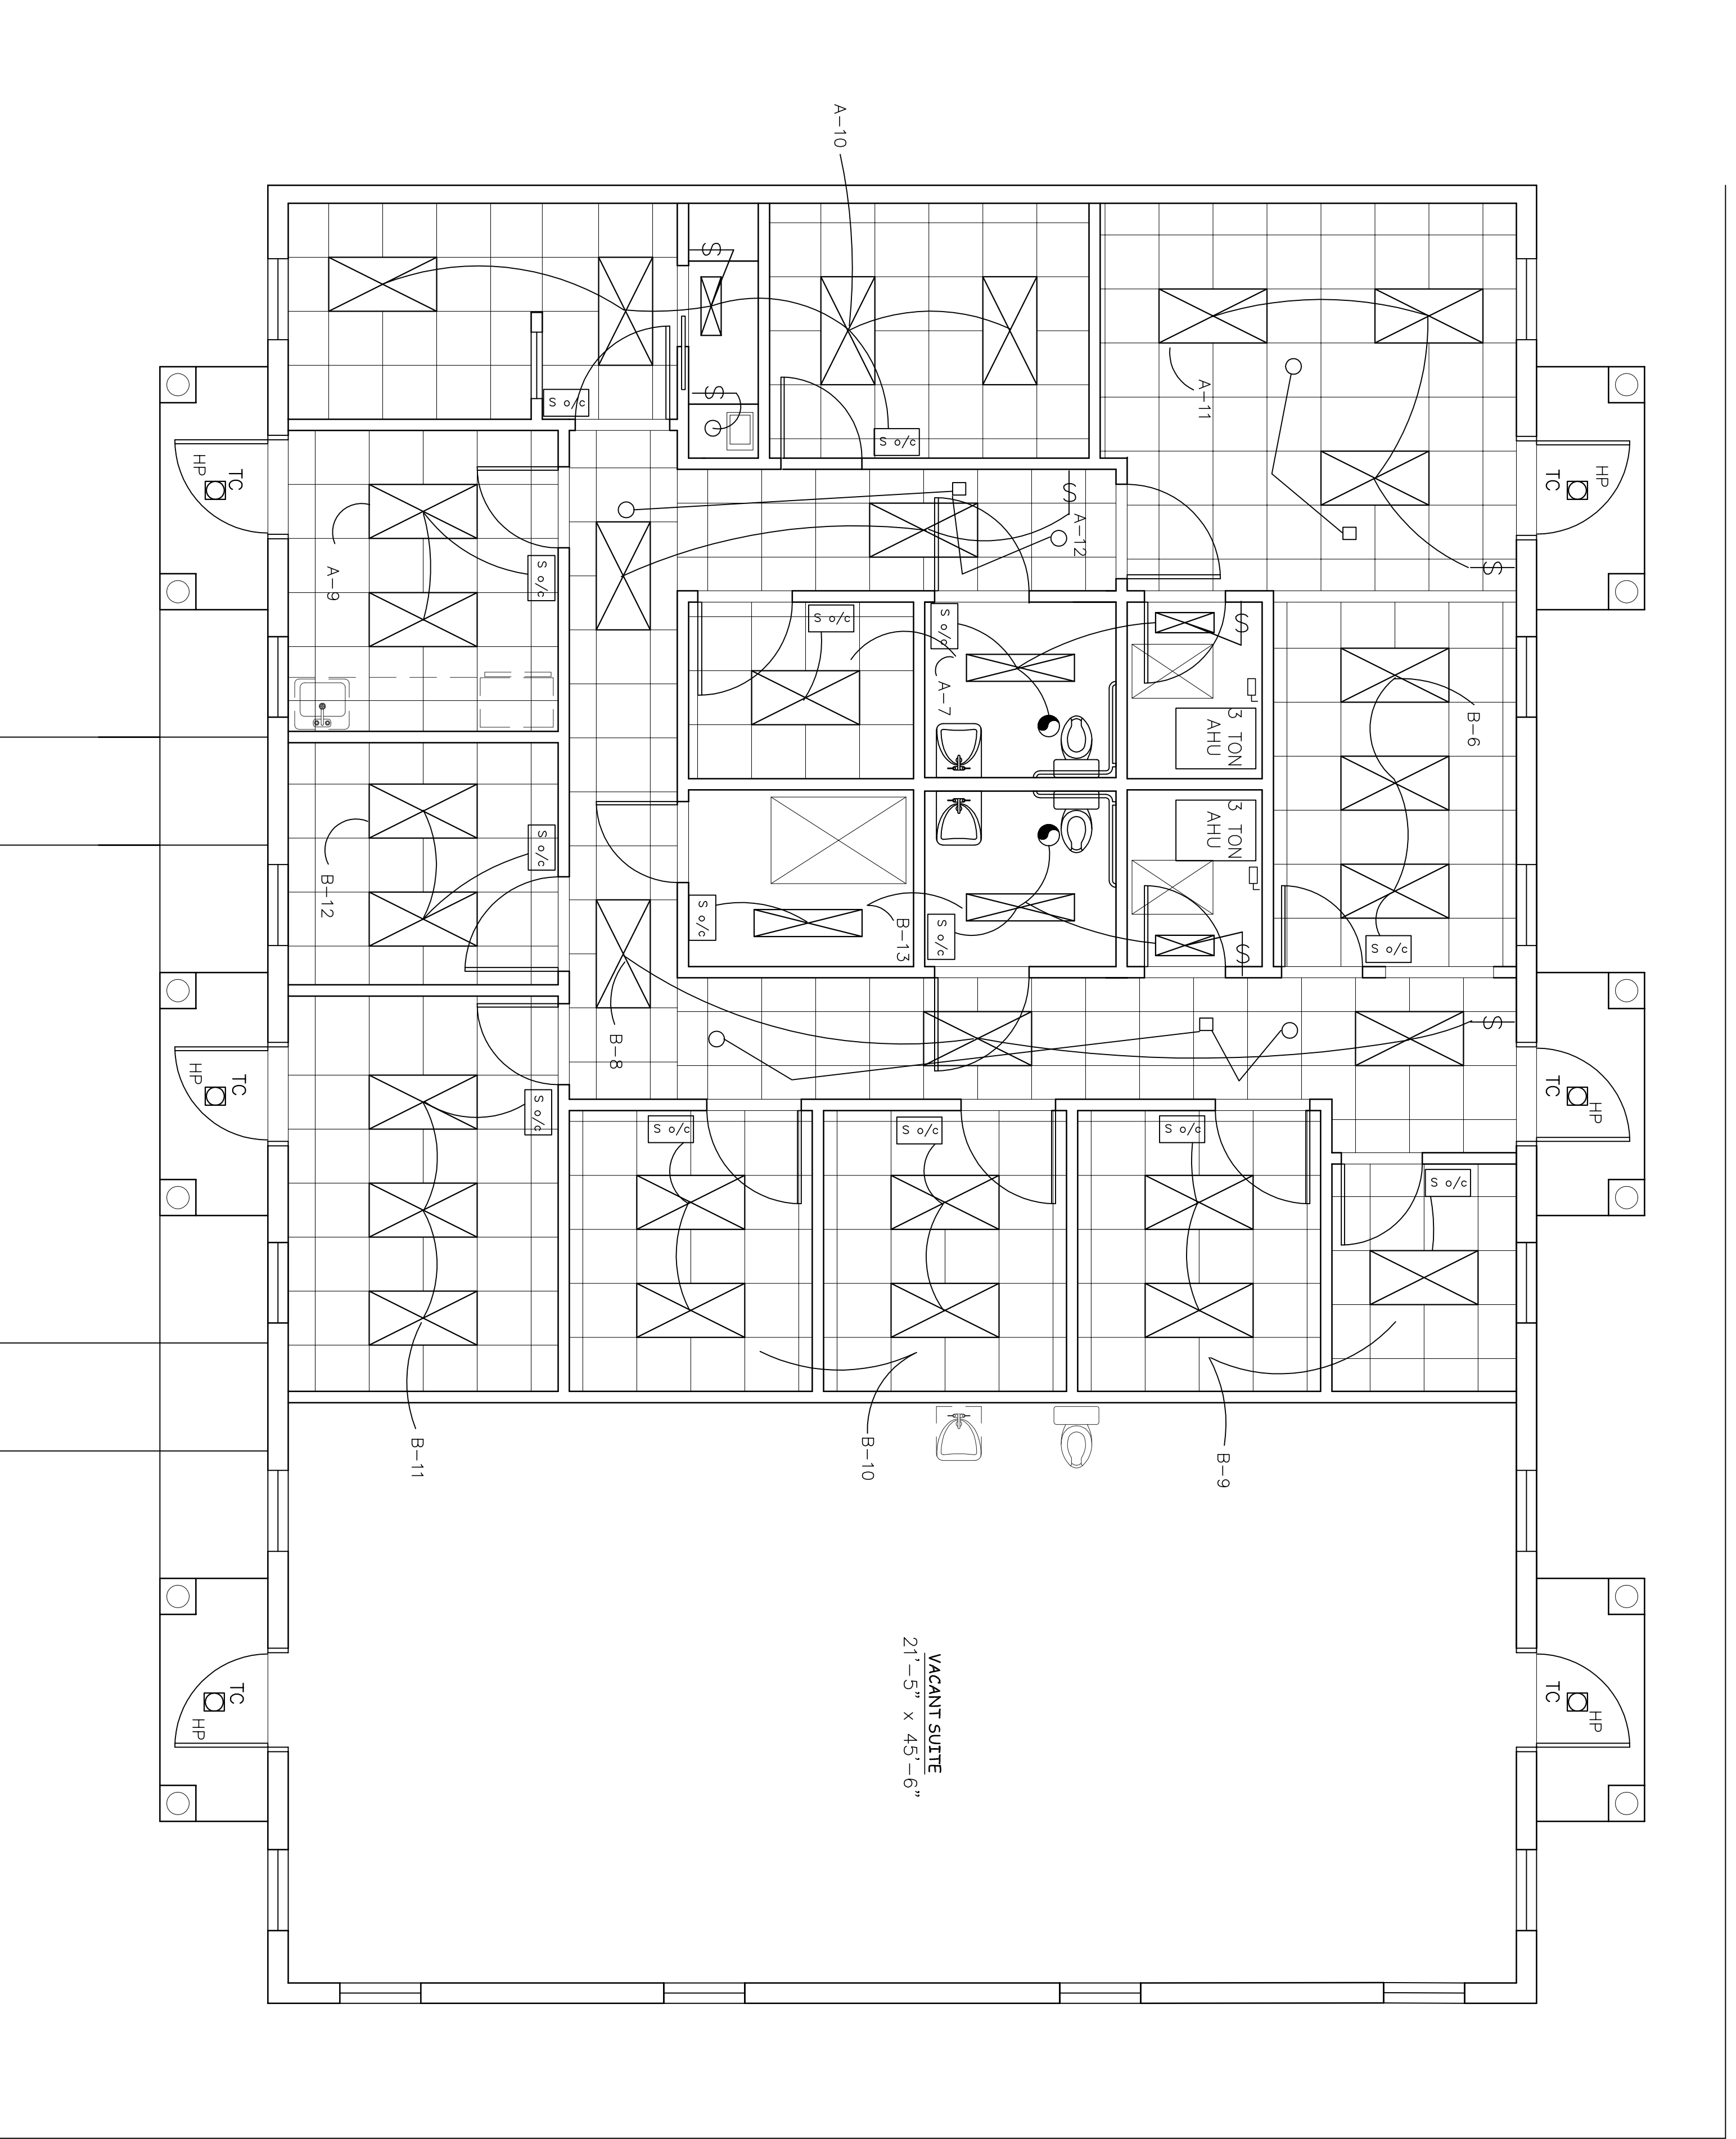 A-10
S
S o/c
S
S o/c
A-11
HP
TC
TC
HP
S
A-12
S
A-9
S o/c
S o/c
S o/c
A-7
S
3 TON
AHU
B-6
3 TON
AHU
S o/c
B-12
S o/c
B-13
S o/c
S
S o/c
B-8
S
HP
TC
TC
HP
S o/c
S o/c
S o/c
S o/c
S o/c
B-11
B-10
B-9
VACANT SUITE
21'-5" x 45'-6"
TC
HP
TC
HP